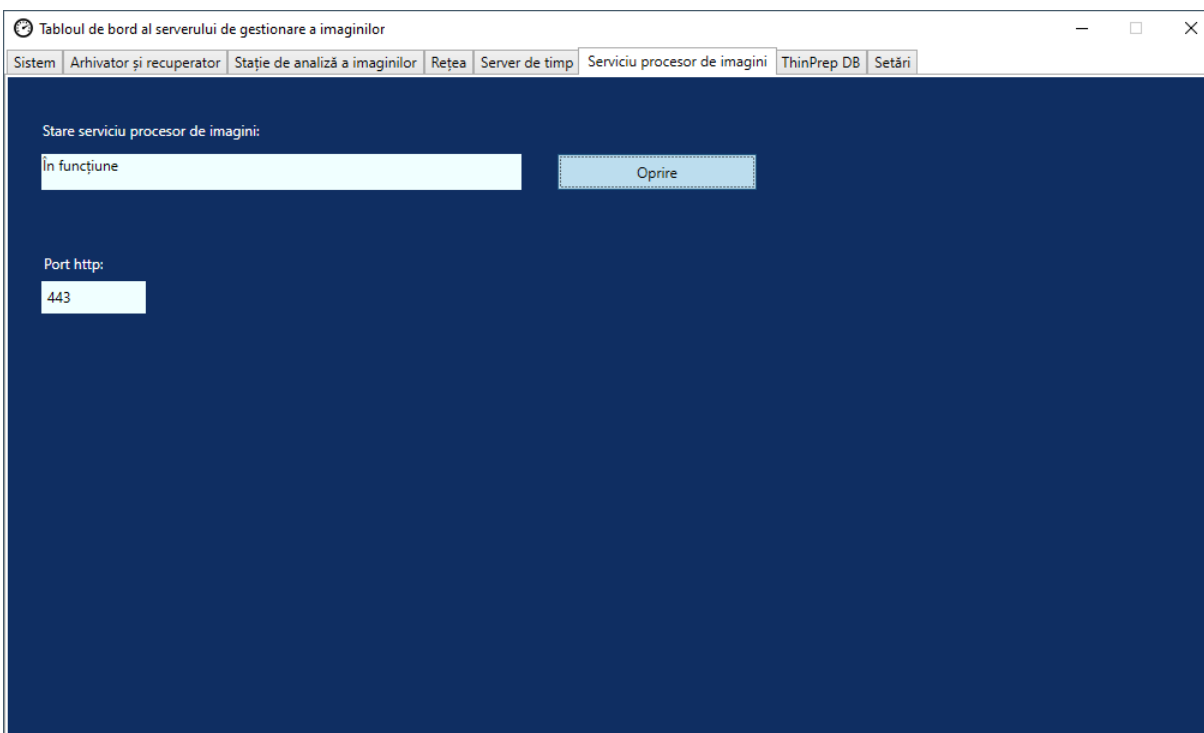 Tabloul de bord al serverului de gestionare a imaginilor
Sistem Arhivator și recuperator Stație de analiză a imaginilor Rețea Server de timp Serviciu procesor de imagini ThinPrep DB Setări
Stare serviciu procesor de imagini:
În funcțiune Oprire
Port http:
443